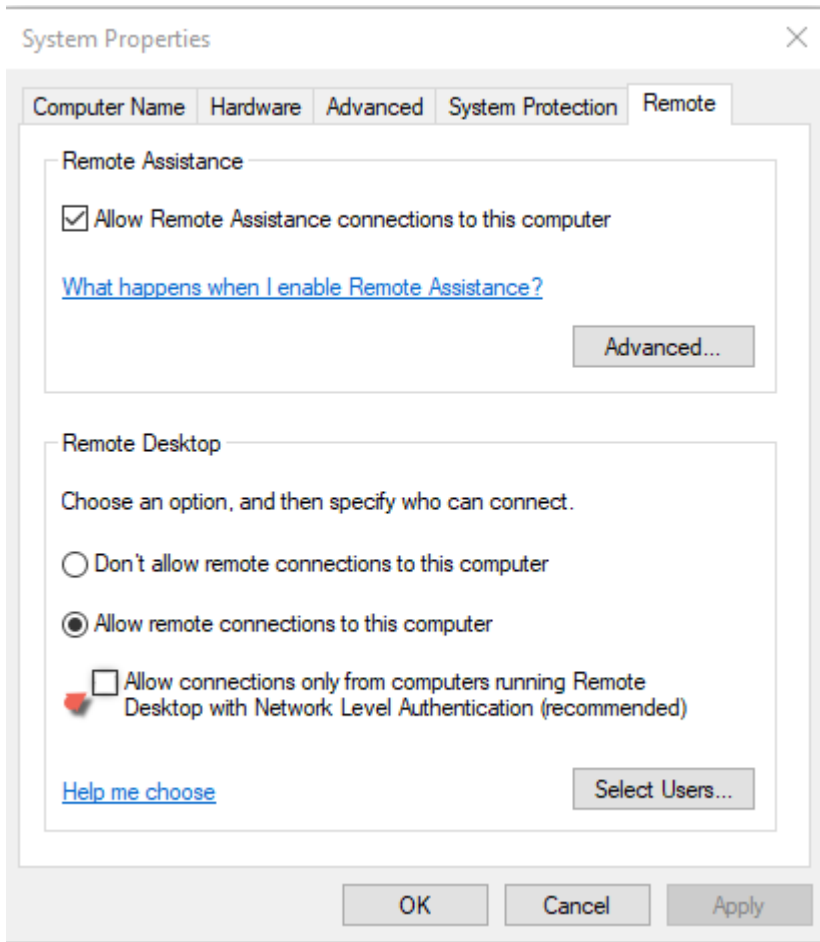 System Properties
Computer Name Hardware Advanced System Protection Remote
Remote Assistance
Allow Remote Assistance connections to this computer
What happens when I enable Remote Assistance?
Advanced...
Remote Desktop
Choose an option, and then specify who can connect.
Don't allow remote connections to this computer
Allow remote connections to this computer
Allow connections only from computers running Remote
Desktop with Network Level Authentication (recommended)
Help me choose
Select Users...
OK Cancel Apply